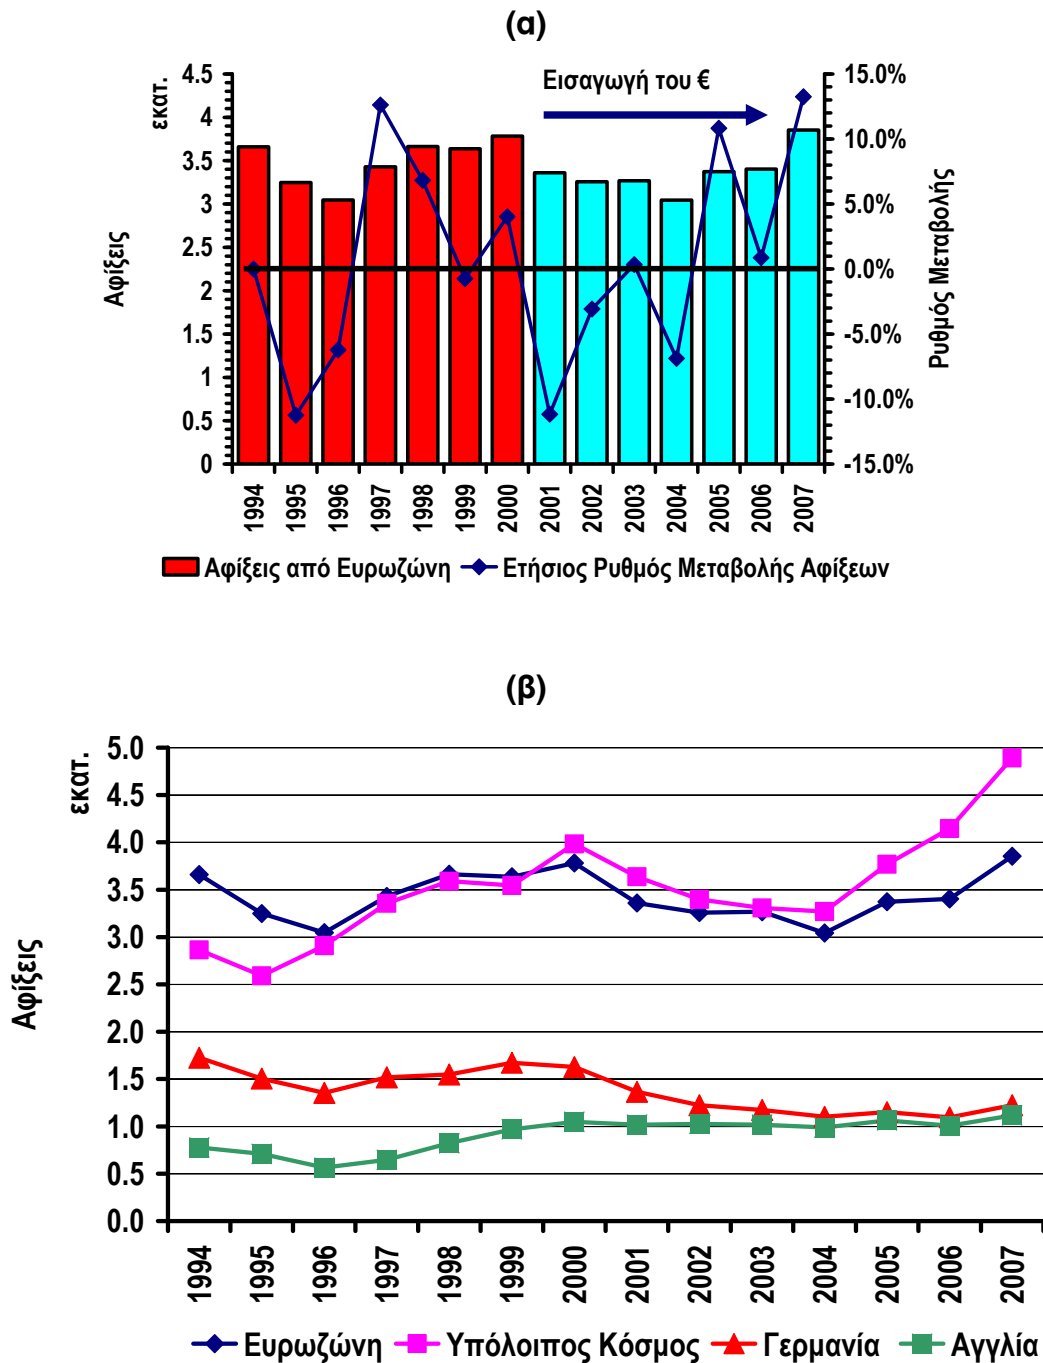 (α)
εκατ.
Αφίξεις
4.5
4
3.5
3
2.5
2
1.5
1
0.5
0
Εισαγωγή του €
15.0%
10.0%
5.0%
0.0%
-5.0%
-10.0%
-15.0%
Ρυθμός Μεταβολής
1994 1995 1996 1997 1998 1999 2000 2001 2002 2003 2004 2005 2006 2007
Αφίξεις από Ευρωζώνη Ετήσιος Ρυθμός Μεταβολής Αφίξεων
(β)
εκατ.
Αφίξεις
5.0
4.5
4.0
3.5
3.0
2.5
2.0
1.5
1.0
0.5
0.0
1994 1995 1996 1997 1998 1999 2000 2001 2002 2003 2004 2005 2006 2007
Ευρωζώνη Υπόλοιπος Κόσμος Γερμανία Αγγλία